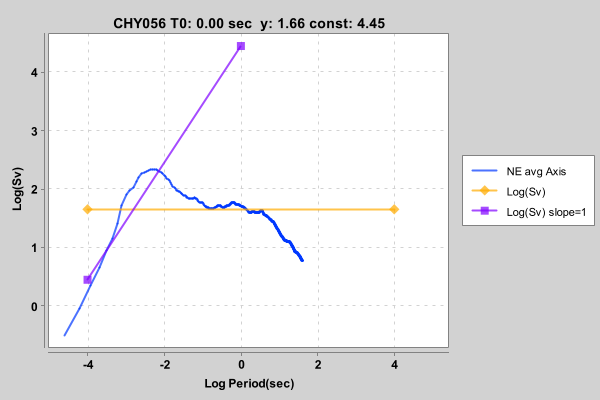 CHY056 T0: 0.00 sec  y: 1.66 const: 4.45
Log(Sv)
4
3
2
1
0
-4
-2
0
2
4
Log Period(sec)
NE avg Axis
Log(Sv)
Log(Sv) slope=1